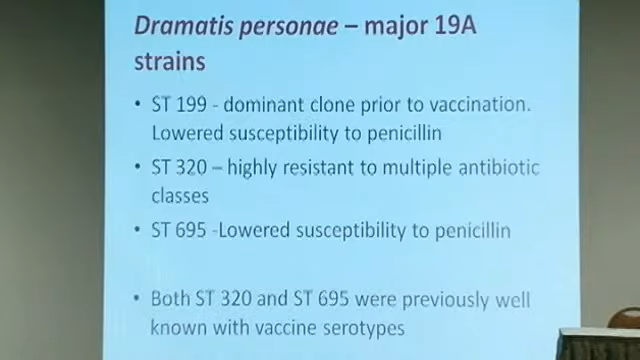 Dramatis personae – major 19A
strains
• ST 199 - dominant clone prior to vaccination.
Lowered susceptibility to penicillin
• ST 320 – highly resistant to multiple antibiotic
classes
• ST 695 -Lowered susceptibility to penicillin
• Both ST 320 and ST 695 were previously well
known with vaccine serotypes